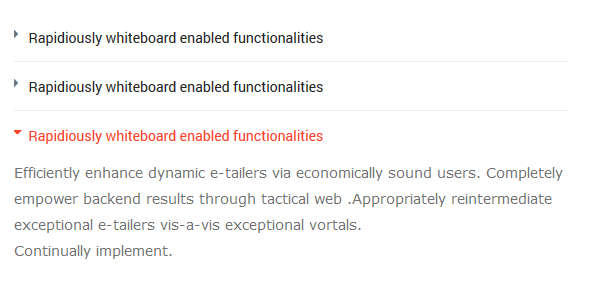 Rapidiously whiteboard enabled functionalities
Rapidiously whiteboard enabled functionalities
Rapidiously whiteboard enabled functionalities
Efficiently enhance dynamic e-tailers via economically sound users. Completely
empower backend results through tactical web .Appropriately reintermediate
exceptional e-tailers vis-a-vis exceptional vortals.
Continually implement.